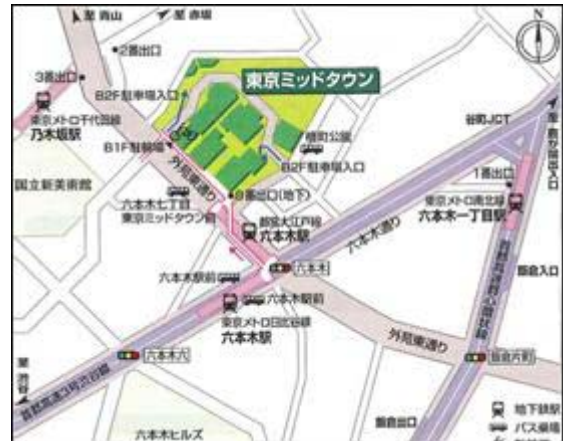 至 青山
至 赤坂
N
2番出口
3番出口
B2F駐車場入口
東京ミッドタウン
東京メトロ千代田線
乃木坂駅
B1F駐輪場
檜町公園
B2F駐車場入口
谷町JCT
国立新美術館
外苑東通り
六本木七丁目
東京ミッドタウン前
8番出口(地下)
1番出口
東京メトロ南北線
六本木一丁目駅
都営大江戸線
六本木駅
六本木通り
六本木
六本木駅前
六本木駅前
東京メトロ日比谷線
六本木駅
飯倉入口
首都高速都心環状線
外苑東通り
飯倉片町
六本木六
至 渋谷
首都高速3号渋谷線
六本木ヒルズ
飯倉出口
地下鉄駅
バス乗場